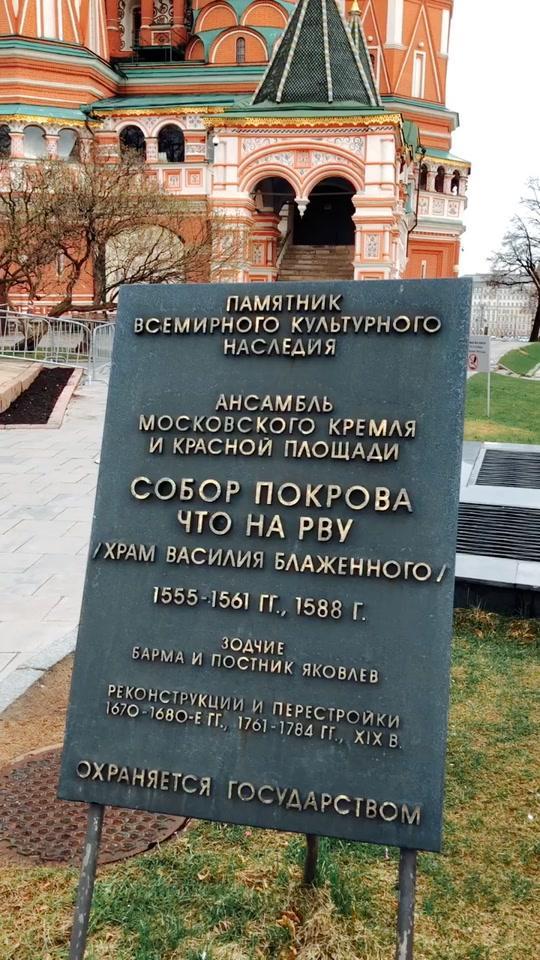 ПАМЯТНИК
ВСЕМИРНОГО КУЛЬТУРНОГО
НАСЛЕДИЯ
АНСАМБЛЬ
МОСКОВСКОГО КРЕМЛЯ
И КРАСНОЙ ПЛОЩАДИ
СОБОР ПОКРОВА
ЧТО НА РВУ
/ХРАМ ВАСИЛИЯ БЛАЖЕННОГО/
1555-1561 ГГ., 1588 Г.
ЗОДЧИЕ
БАРМА И ПОСТНИК ЯКОВЛЕВ
РЕКОНСТРУКЦИИ И ПЕРЕСТРОЙКИ
1670-1680-Е ГГ., 1761-1784 ГГ., XIX В.
ОХРАНЯЕТСЯ ГОСУДАРСТВОМ